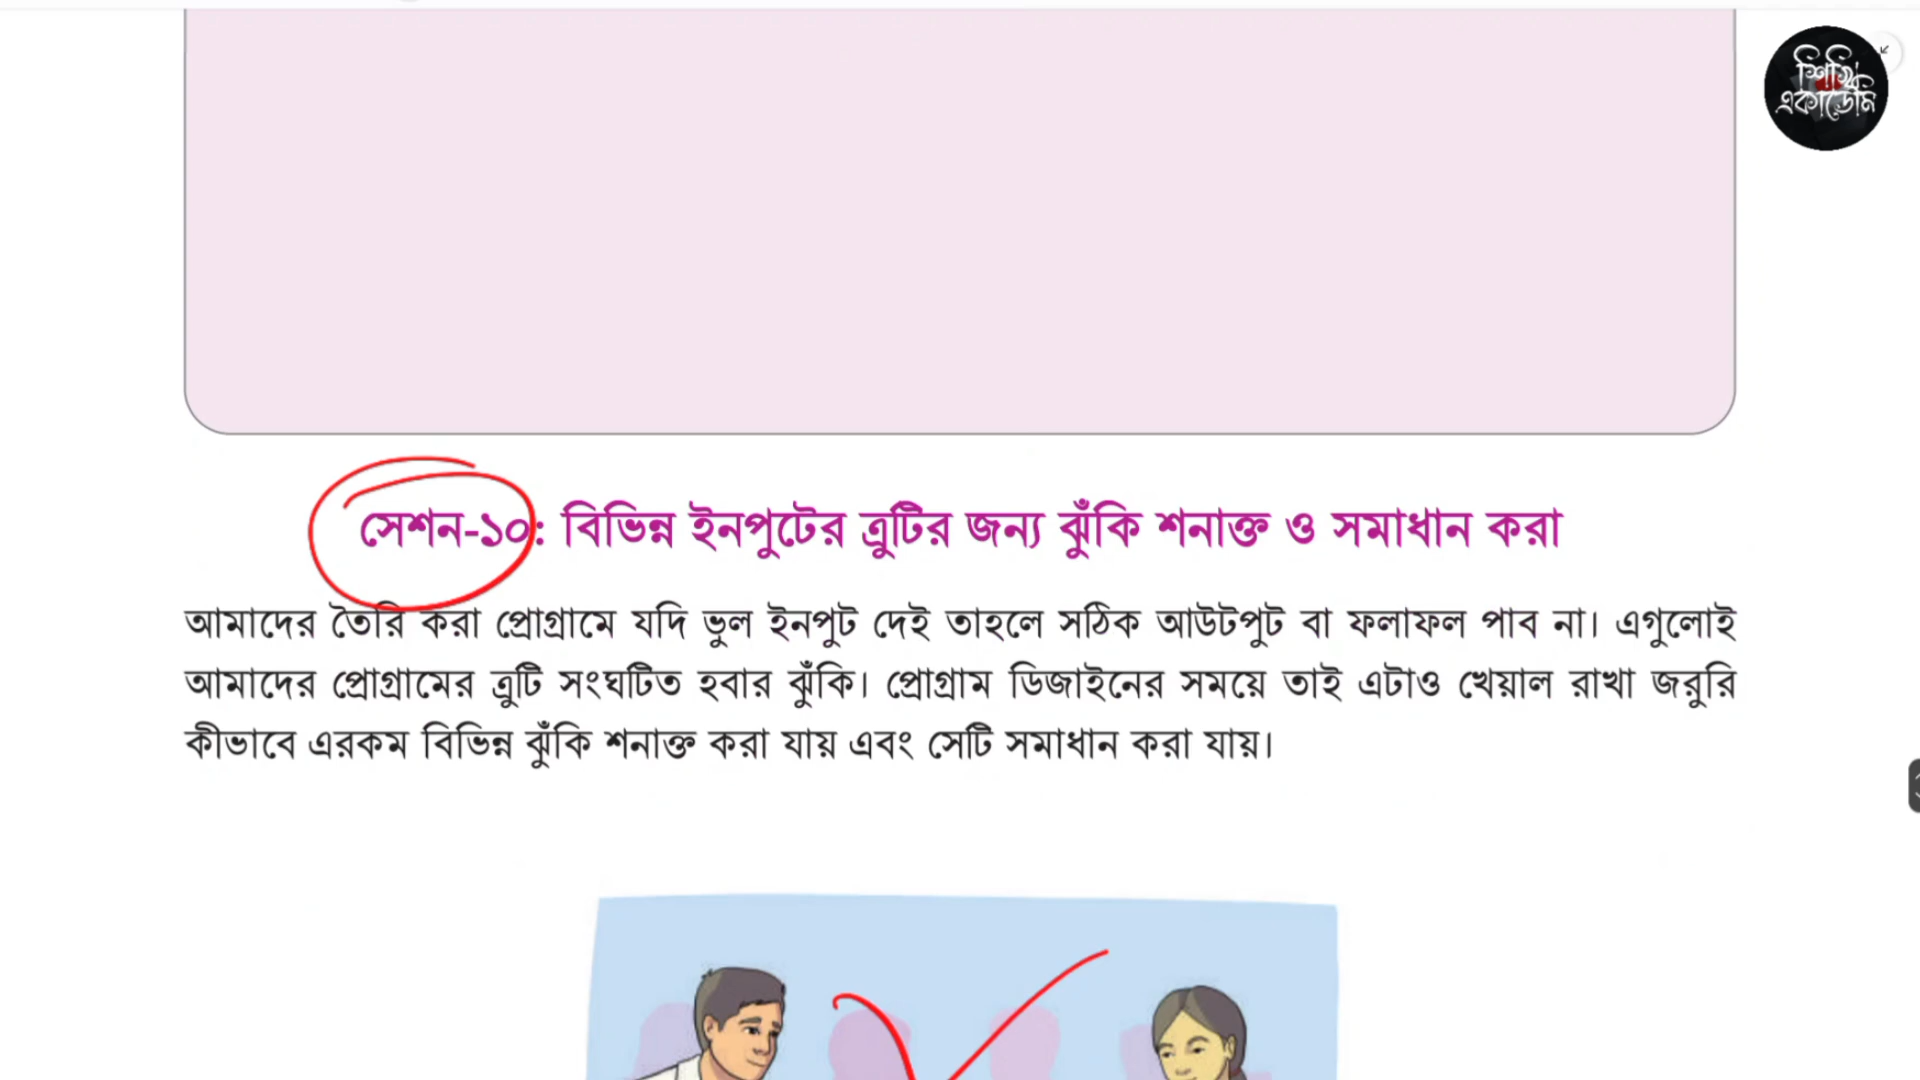 শিখি
একাডেমি
সেশন-১০: বিভিন্ন ইনপুটের ত্রুটির জন্য ঝুঁকি শনাক্ত ও সমাধান করা
আমাদের তৈরি করা প্রোগ্রামে যদি ভুল ইনপুট দেই তাহলে সঠিক আউটপুট বা ফলাফল পাব না। এগুলোই
আমাদের প্রোগ্রামের ত্রুটি সংঘটিত হবার ঝুঁকি। প্রোগ্রাম ডিজাইনের সময়ে তাই এটাও খেয়াল রাখা জরুরি
কীভাবে এরকম বিভিন্ন ঝুঁকি শনাক্ত করা যায় এবং সেটি সমাধান করা যায়।